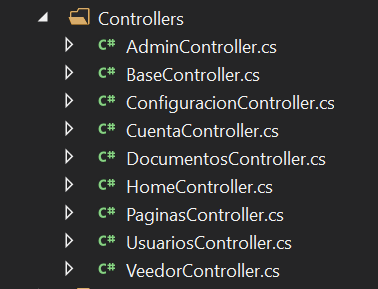 Controllers
C# AdminController.cs
C# BaseController.cs
C# ConfiguracionController.cs
C# CuentaController.cs
C# DocumentosController.cs
C# HomeController.cs
C# PaginasController.cs
C# UsuariosController.cs
C# VeedorController.cs